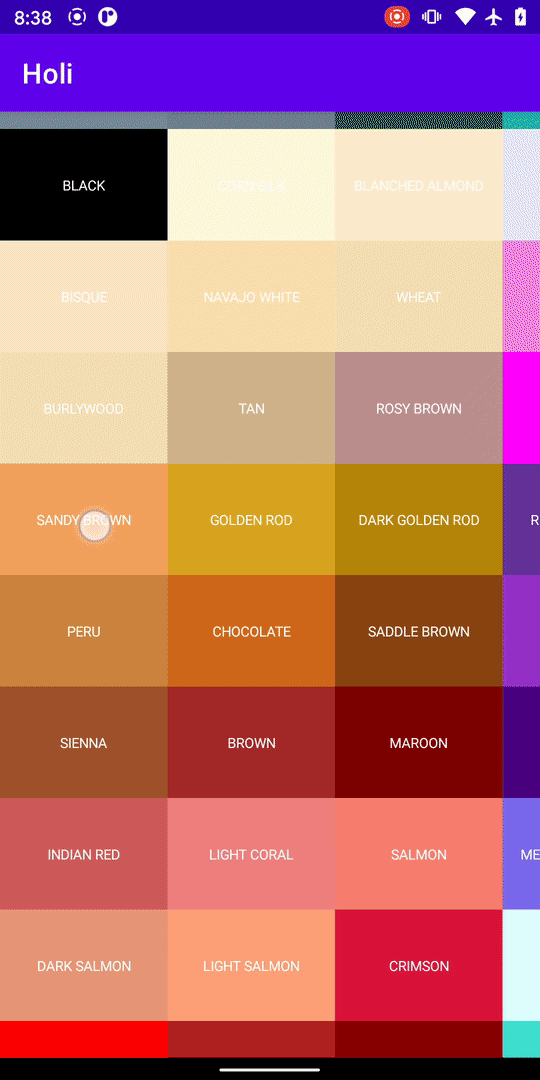 8:38
Holi
BLACK
CORN SILK
BLANCHED ALMOND
BISQUE
NAVAJO WHITE
WHEAT
BURLYWOOD
TAN
ROSY BROWN
SANDY BROWN
GOLDEN ROD
DARK GOLDEN ROD
R
PERU
CHOCOLATE
SADDLE BROWN
SIENNA
BROWN
MAROON
INDIAN RED
LIGHT CORAL
SALMON
ME
DARK SALMON
LIGHT SALMON
CRIMSON